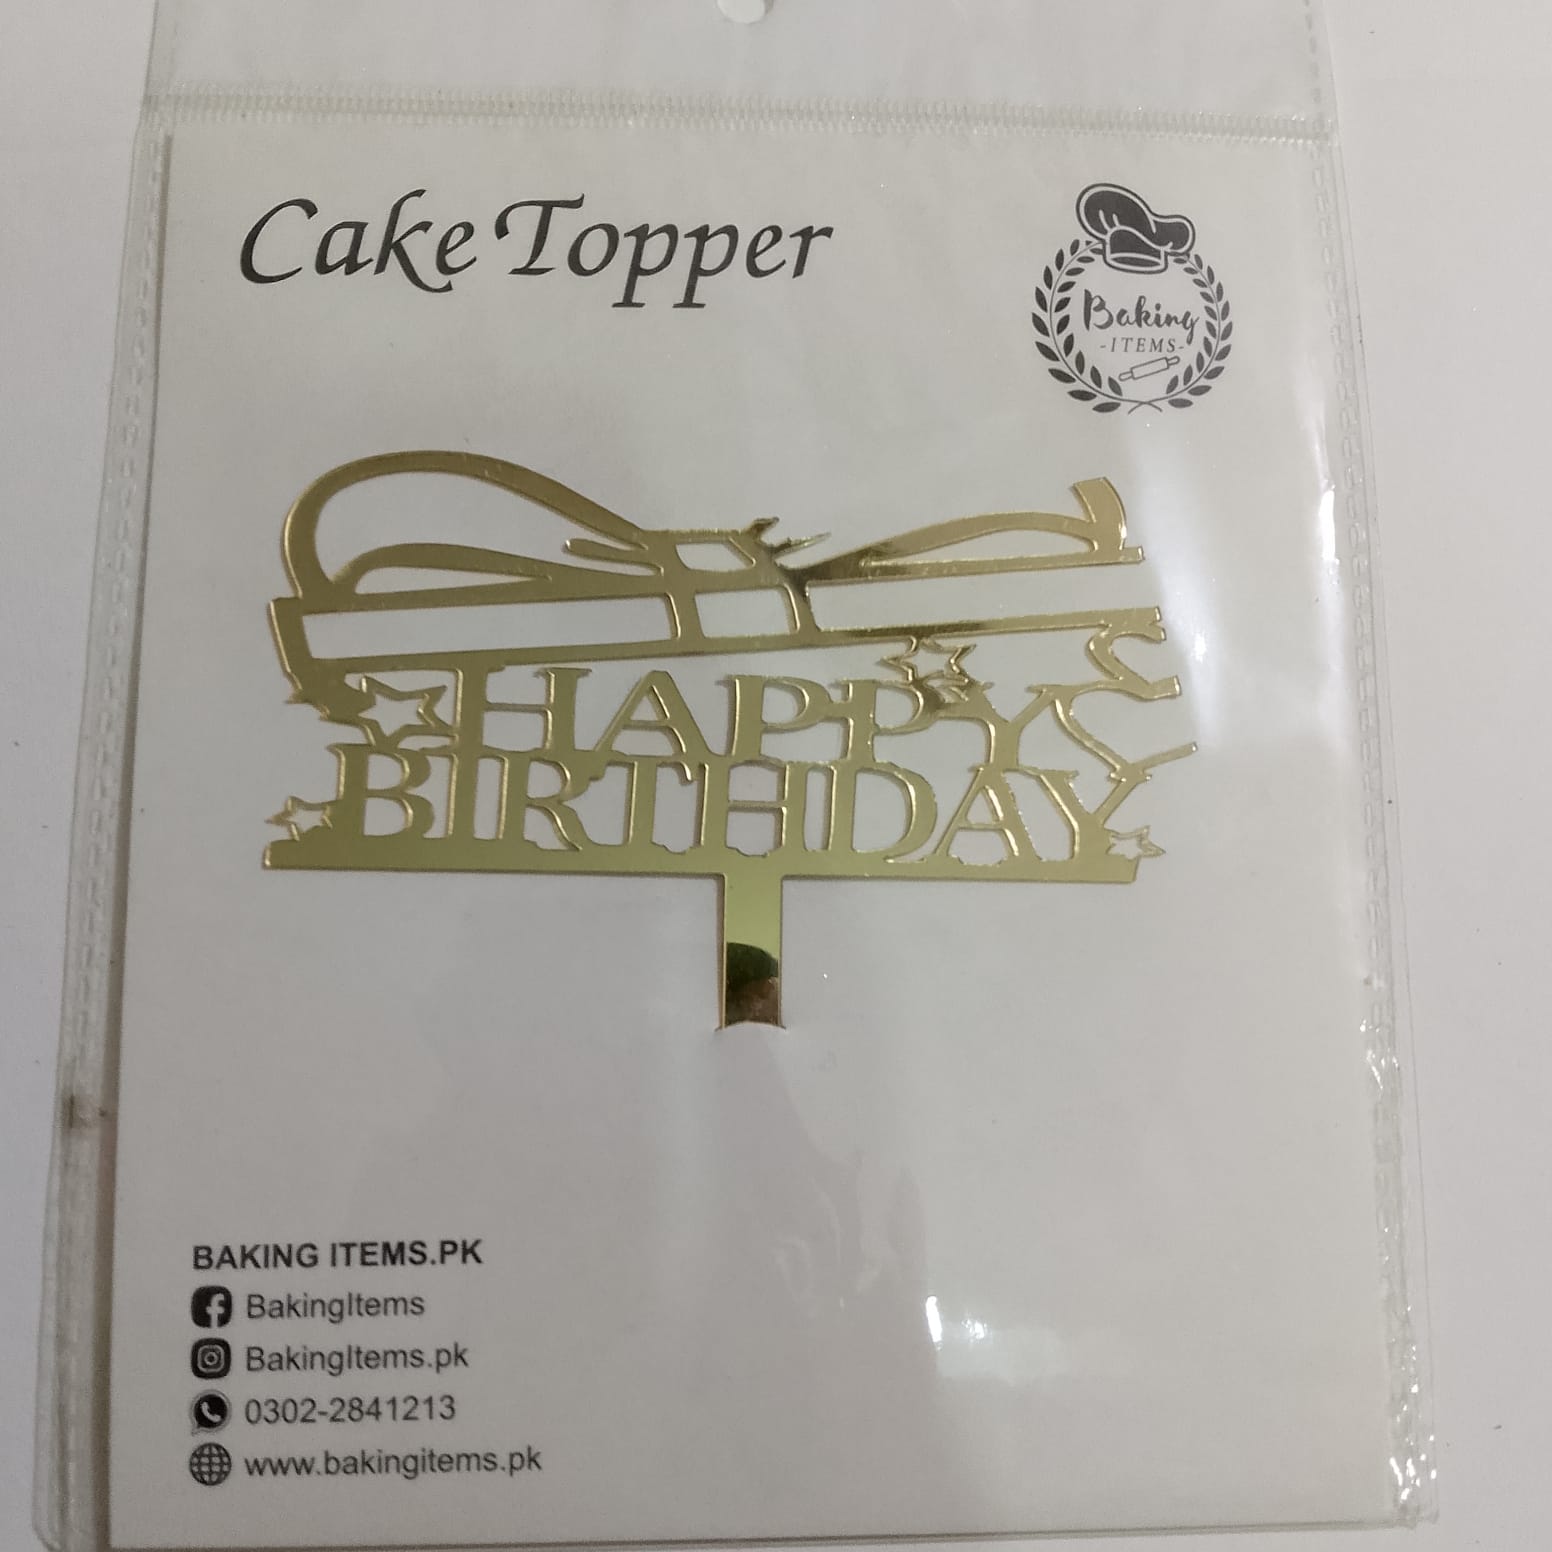 Cake Topper
Baking
-ITEMS-
HAPPY
BIRTHDAY
BAKING ITEMS.PK
BakingItems
BakingItems.pk
0302-2841213
www.bakingitems.pk